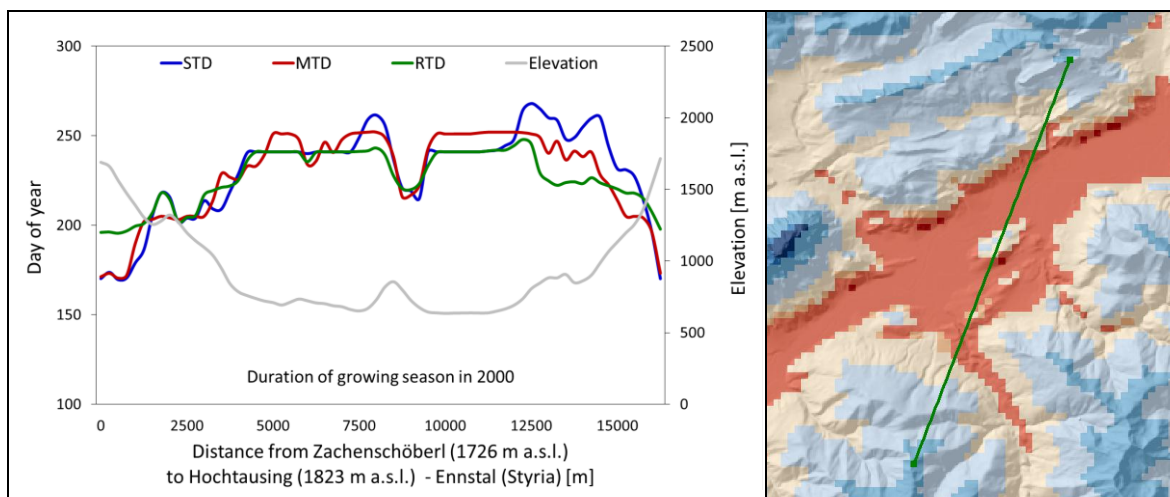 300
250
200
150
100
Day of year
STD MTD RTD Elevation
2500
2000
1500
1000
500
0
Elevation [m a.s.l.]
Duration of growing season in 2000
0 2500 5000 7500 10000 12500 15000
Distance from Zachenschöberl (1726 m a.s.l.)
to Hochtausing (1823 m a.s.l.) - Ennstal (Styria) [m]